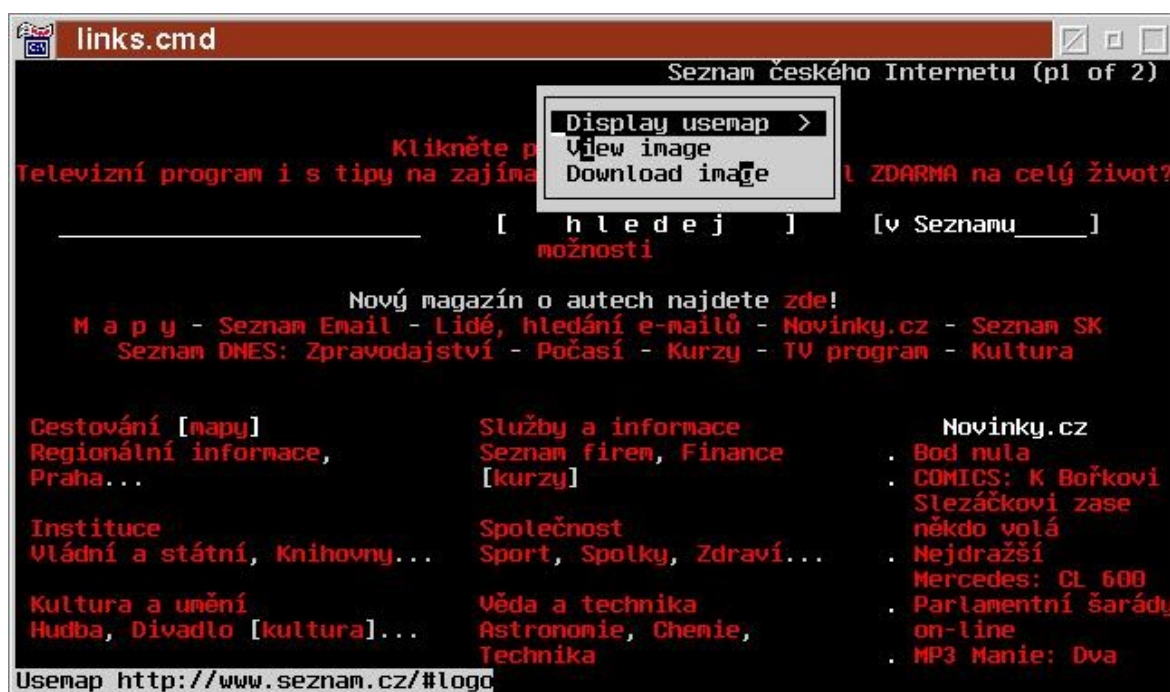 links.cmd
Seznam českého Internetu (p1 of 2)
Display usemap >
View image
Download image
Klikněte p
Televizní program i s tipy na zajíma l ZDARMA na celý život?
[ h l e d e j ] [v Seznamu_____]
možnosti
Nový magazín o autech najdete zde!
M a p y - Seznam Email - Lidé, hledání e-mailů - Novinky.cz - Seznam SK
Seznam DNES: Zpravodajství - Počasí - Kurzy - TV program - Kultura
Cestování [mapy]
Regionální informace,
Praha...
Instituce
Vládní a státní, Knihovny...
Kultura a umění
Hudba, Divadlo [kultura]...
Služby a informace
Seznam firem, Finance
[kurzy]
Společnost
Sport, Spolky, Zdraví...
Věda a technika
Astronomie, Chemie,
Technika
Novinky.cz
. Bod nula
. COMICS: K Bořkovi
Slezáčkovi zase
někdo volá
. Nejdražší
Mercedes: CL 600
. Parlamentní šarády
on-line
. MP3 Manie: Dva
Usemap http://www.seznam.cz/#logo